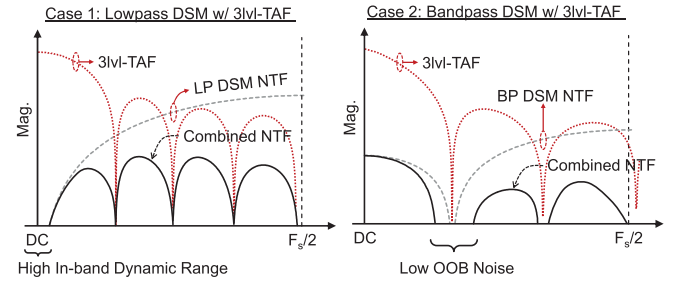 Case 1: Lowpass DSM w/ 3lvl-TAF
3lvl-TAF
LP DSM NTF
Combined NTF
Mag.
DC
Fs/2
High In-band Dynamic Range
Case 2: Bandpass DSM w/ 3lvl-TAF
3lvl-TAF
BP DSM NTF
Combined NTF
Mag.
DC
Fs/2
Low OOB Noise